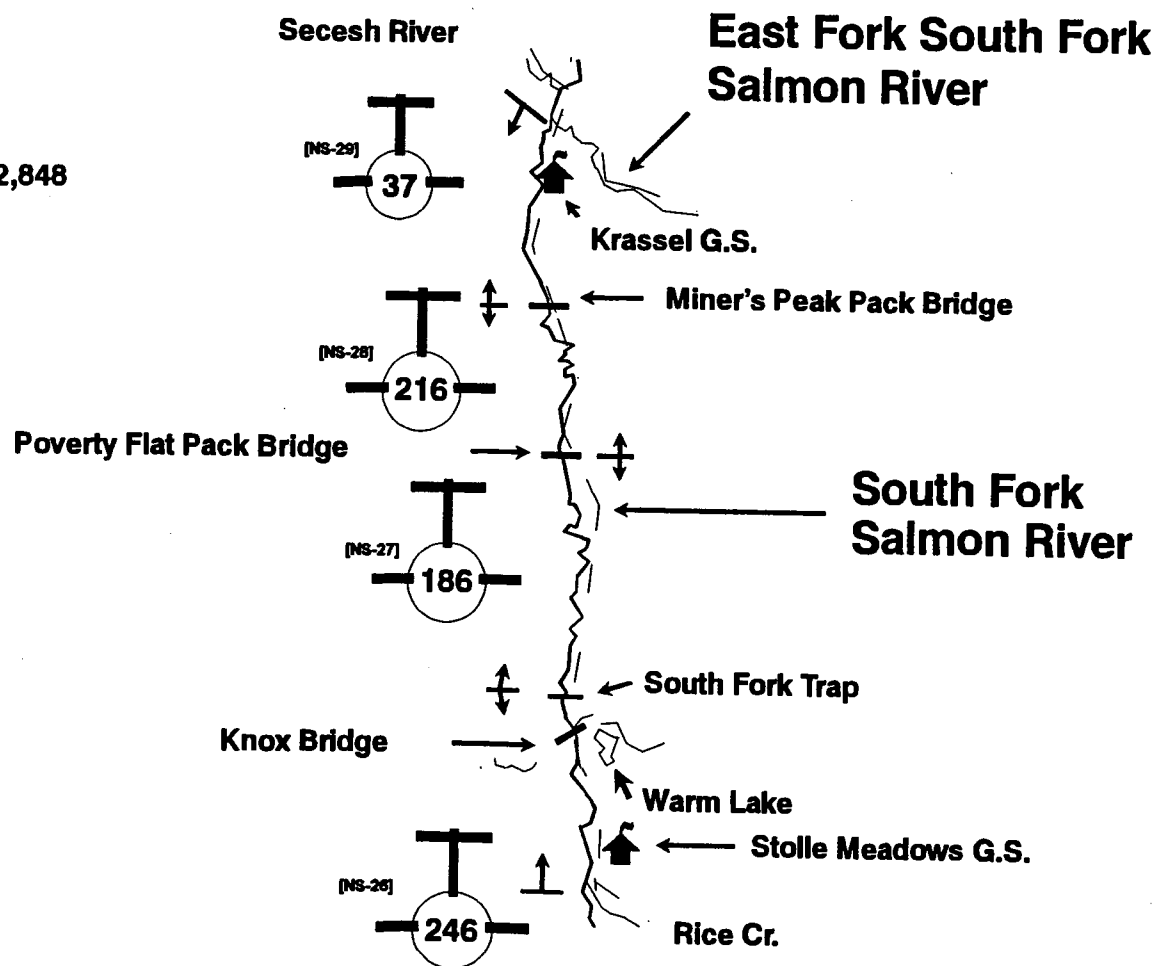 Secesh River
East Fork South Fork
Salmon River
[NS-29]
37
2,848
Krassel G.S.
Miner's Peak Pack Bridge
[NS-28]
216
Poverty Flat Pack Bridge
South Fork
Salmon River
[NS-27]
186
South Fork Trap
Knox Bridge
Warm Lake
Stolle Meadows G.S.
[NS-26]
246
Rice Cr.